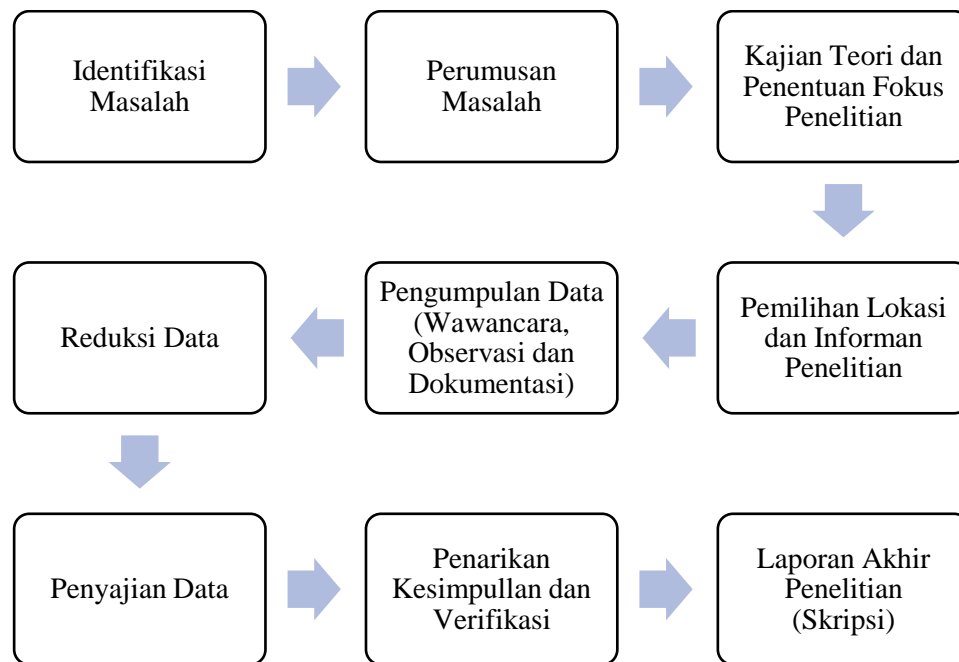 Identifikasi
Masalah
Perumusan
Masalah
Kajian Teori dan
Penentuan Fokus
Penelitian
Pemilihan Lokasi
dan Informan
Penelitian
Pengumpulan Data
(Wawancara,
Observasi dan
Dokumentasi)
Reduksi Data
Penyajian Data
Penarikan
Kesimpullan dan
Verifikasi
Laporan Akhir
Penelitian
(Skripsi)